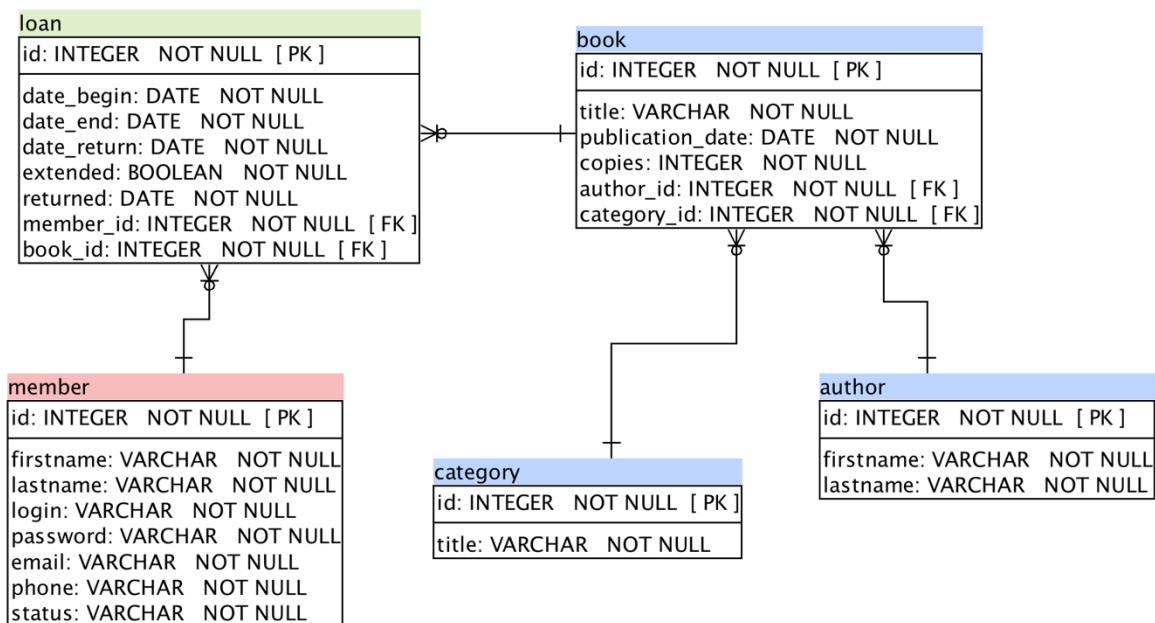 loan
id: INTEGER NOT NULL [ PK ]
date_begin: DATE NOT NULL
date_end: DATE NOT NULL
date_return: DATE NOT NULL
extended: BOOLEAN NOT NULL
returned: DATE NOT NULL
member_id: INTEGER NOT NULL [ FK ]
book_id: INTEGER NOT NULL [ FK ]
book
id: INTEGER NOT NULL [ PK ]
title: VARCHAR NOT NULL
publication_date: DATE NOT NULL
copies: INTEGER NOT NULL
author_id: INTEGER NOT NULL [ FK ]
category_id: INTEGER NOT NULL [ FK ]
member
id: INTEGER NOT NULL [ PK ]
firstname: VARCHAR NOT NULL
lastname: VARCHAR NOT NULL
login: VARCHAR NOT NULL
password: VARCHAR NOT NULL
email: VARCHAR NOT NULL
phone: VARCHAR NOT NULL
status: VARCHAR NOT NULL
category
id: INTEGER NOT NULL [ PK ]
title: VARCHAR NOT NULL
author
id: INTEGER NOT NULL [ PK ]
firstname: VARCHAR NOT NULL
lastname: VARCHAR NOT NULL